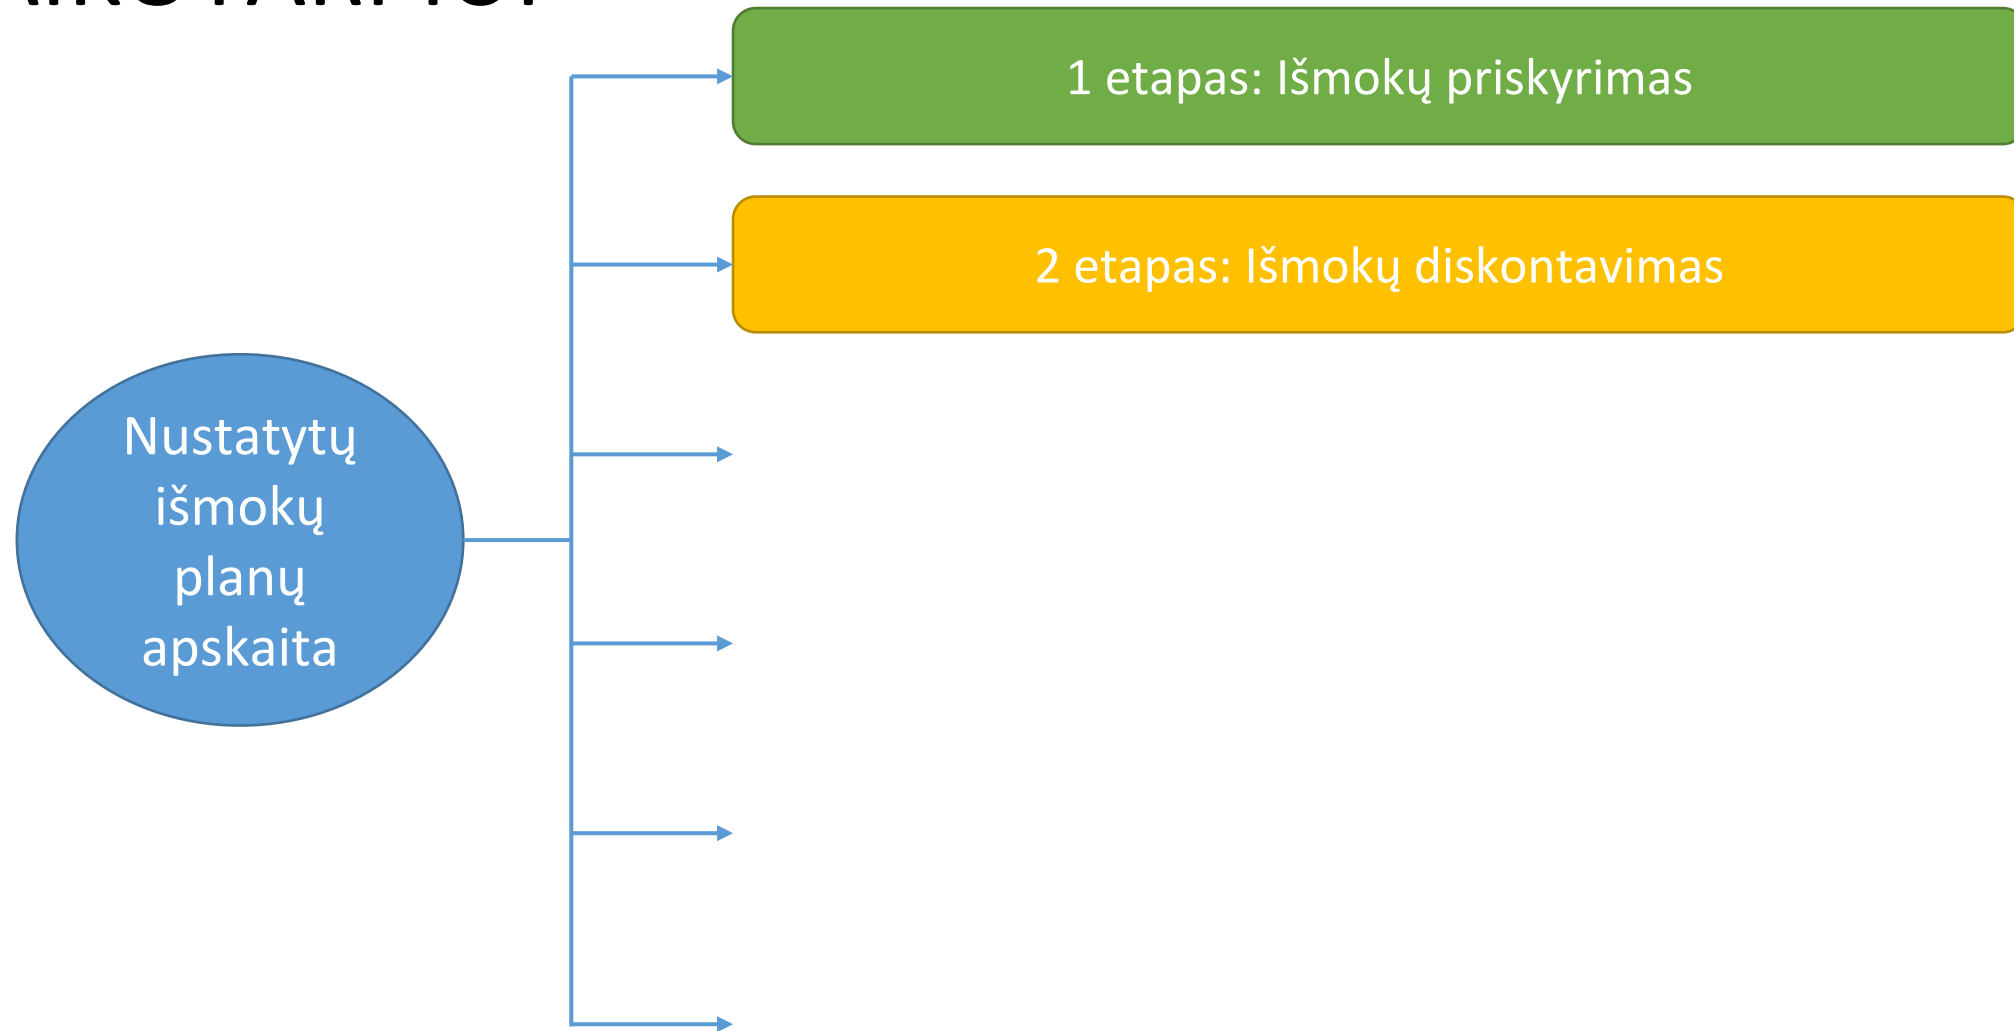 1 etapas: Išmokų priskyrimas
2 etapas: Išmokų diskontavimas
Nustatytų
išmokų
planų
apskaita